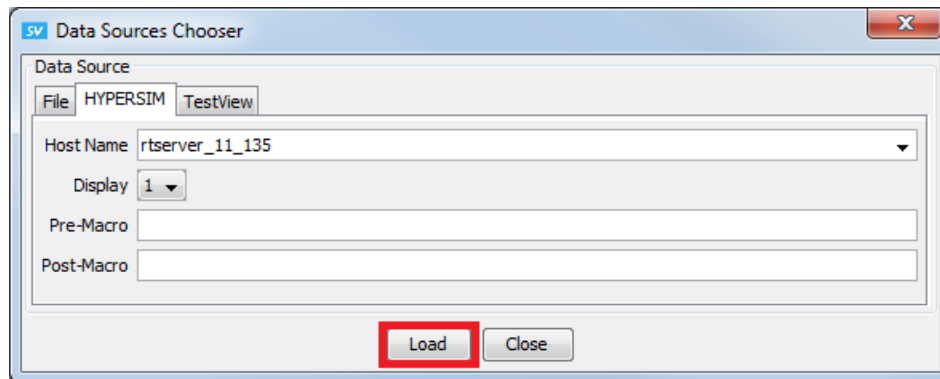 SV Data Sources Chooser
Data Source
File HYPERSIM TestView
Host Name rtserver_11_135
Display 1
Pre-Macro
Post-Macro
Load Close